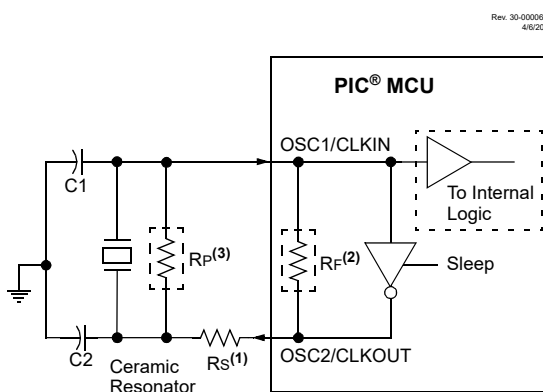 Rev. 30-00006
4/6/20
PIC® MCU
OSC1/CLKIN
C1
To Internal
Logic
RP(3)
RF(2)
Sleep
C2
Ceramic
Resonator
RS(1)
OSC2/CLKOUT